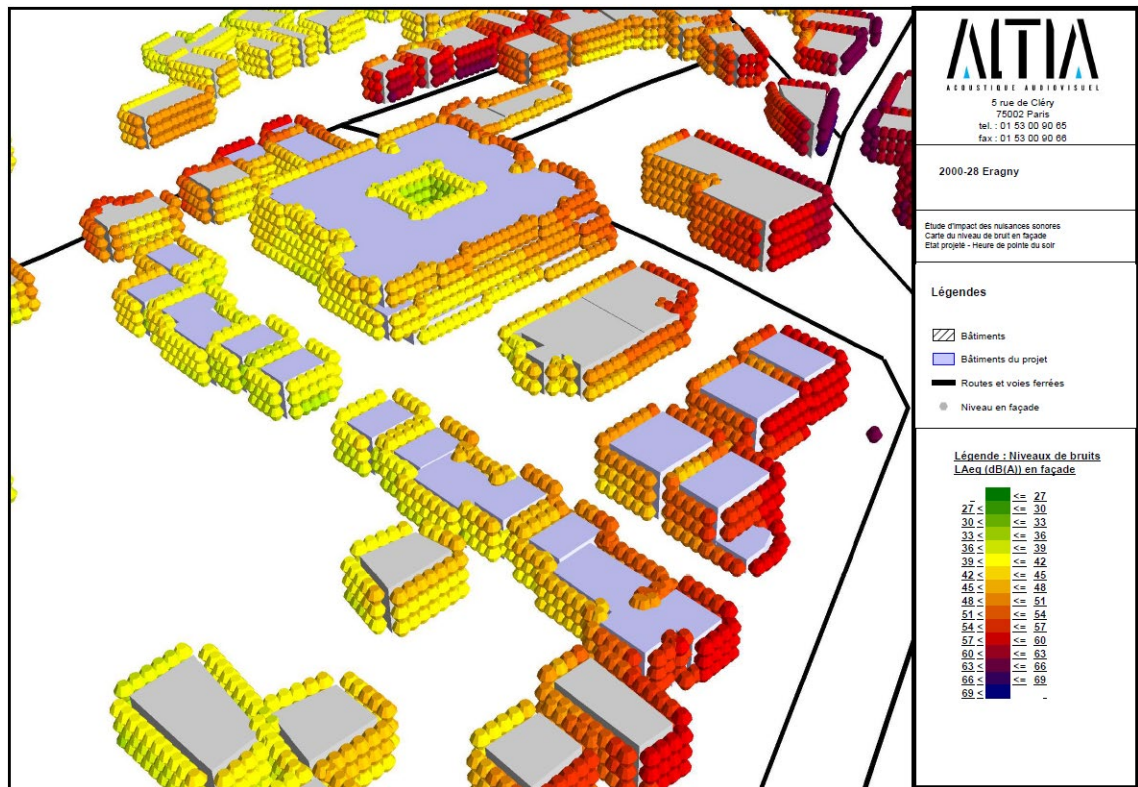 ALTIA
ACOUSTIQUE AUDIOVISUEL
5 rue de Cléry
75002 Paris
tel. : 01 53 00 90 65
fax : 01 53 00 90 66
2000-28 Eragny
Étude d'impact des nuisances sonores
Carte du niveau de bruit en façade
Etat projeté - Heure de pointe du soir
Légendes
Bâtiments
Bâtiments du projet
Routes et voies ferrées
Niveau en façade
Légende : Niveaux de bruits
LAeq (dB(A)) en façade
<= 27
27 < <= 30
30 < <= 33
33 < <= 36
36 < <= 39
39 < <= 42
42 < <= 45
45 < <= 48
48 < <= 51
51 < <= 54
54 < <= 57
57 < <= 60
60 < <= 63
63 < <= 66
66 < <= 69
69 <